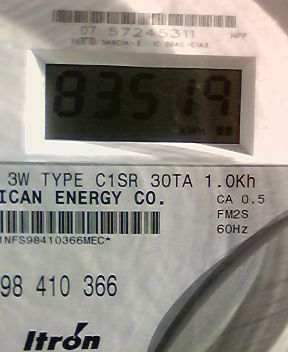 07 57245311
83519
kWh
3W TYPE C1SR 30TA 1.0Kh
ICAN ENERGY CO. CA 0.5
FM2S
60Hz
1NFS98410366MEC*
98 410 366
Itron